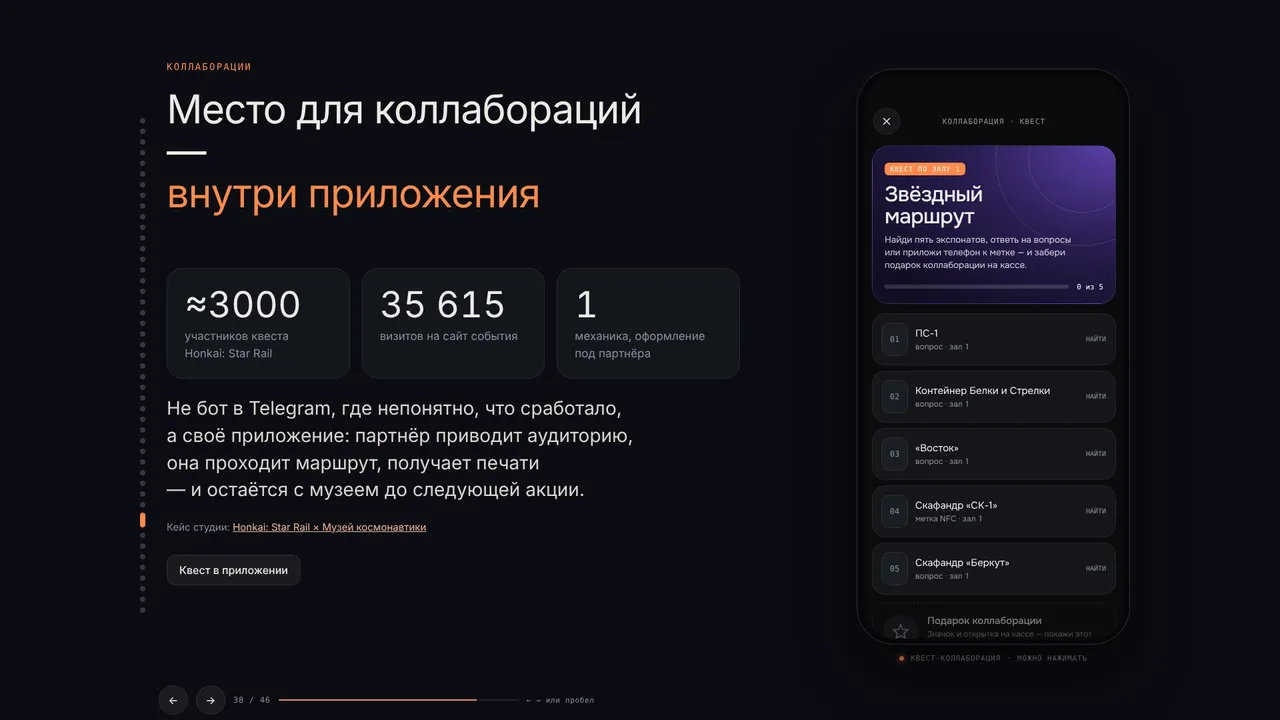 КОЛЛАБОРАЦИИ
Место для коллабораций
—
внутри приложения
≈3000
участников квеста
Honkai: Star Rail
35 615
визитов на сайт события
1
механика, оформление
под партнёра
Не бот в Telegram, где непонятно, что сработало,
а своё приложение: партнёр приводит аудиторию,
она проходит маршрут, получает печати
— и остаётся с музеем до следующей акции.
Кейс студии: Honkai: Star Rail × Музей космонавтики
Квест в приложении
← → 38 / 46 ← → или пробел
× КОЛЛАБОРАЦИЯ · КВЕСТ
КВЕСТ ПО ЗАЛУ 1
Звёздный
маршрут
Найди пять экспонатов, ответь на вопросы
или приложи телефон к метке — и забери
подарок коллаборации на кассе.
0 из 5
01 ПС-1 НАЙТИ
вопрос · зал 1
02 Контейнер Белки и Стрелки НАЙТИ
вопрос · зал 1
03 «Восток» НАЙТИ
вопрос · зал 1
04 Скафандр «СК-1» НАЙТИ
метка NFC · зал 1
05 Скафандр «Беркут» НАЙТИ
вопрос · зал 1
Подарок коллаборации
Значок и открытка на кассе — покажи этот
КВЕСТ-КОЛЛАБОРАЦИЯ · МОЖНО НАЖИМАТЬ